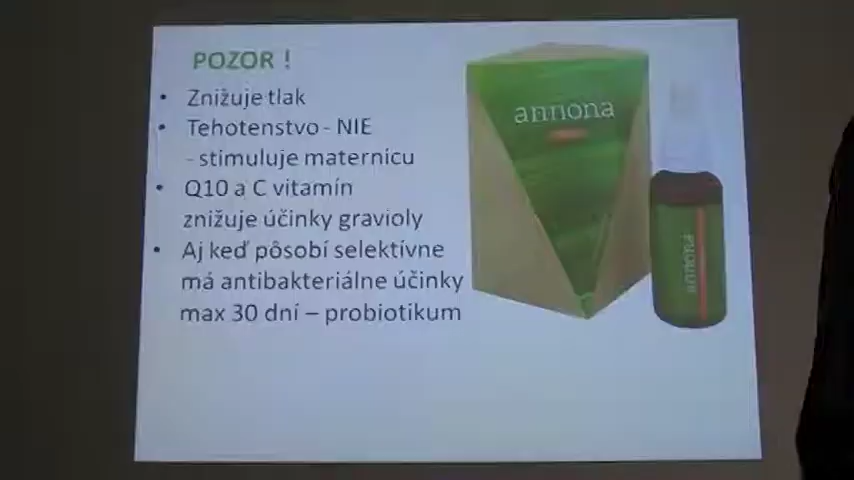 POZOR !
• Znižuje tlak
• Tehotenstvo - NIE
- stimuluje maternicu
• Q10 a C vitamín
znižuje účinky gravioly
• Aj keď pôsobí selektívne
má antibakteriálne účinky
max 30 dní – probiotikum
annona
annona